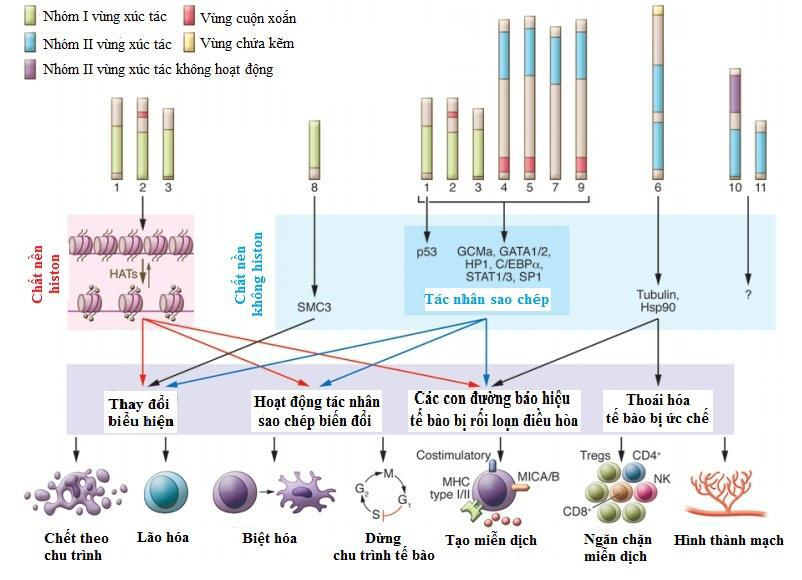 Nhóm I vùng xúc tác
Vùng cuộn xoắn
Nhóm II vùng xúc tác
Vùng chứa kẽm
Nhóm II vùng xúc tác không hoạt động
1 2 3
8
1 2 3 4 5 7 9
6
10 11
Chất nền
histon
HATs
Chất nền
không histon
SMC3
p53
GCMa, GATA1/2,
HP1, C/EBPα,
STAT1/3, SP1
Tác nhân sao chép
Tubulin,
Hsp90
?
Thay đổi
biểu hiện
Hoạt động tác nhân
sao chép biến đổi
Các con đường báo hiệu
tế bào bị rối loạn điều hòa
Thoái hóa
tế bào bị ức chế
Chết theo
chu trình
Lão hóa
Biệt hóa
M
G2
G1
S
Dừng
chu trình tế bào
Costimulatory
MHC
type I/II
MICA/B
Tạo miễn dịch
Tregs
CD4+
NK
CD8+
Ngăn chặn
miễn dịch
Hình thành mạch